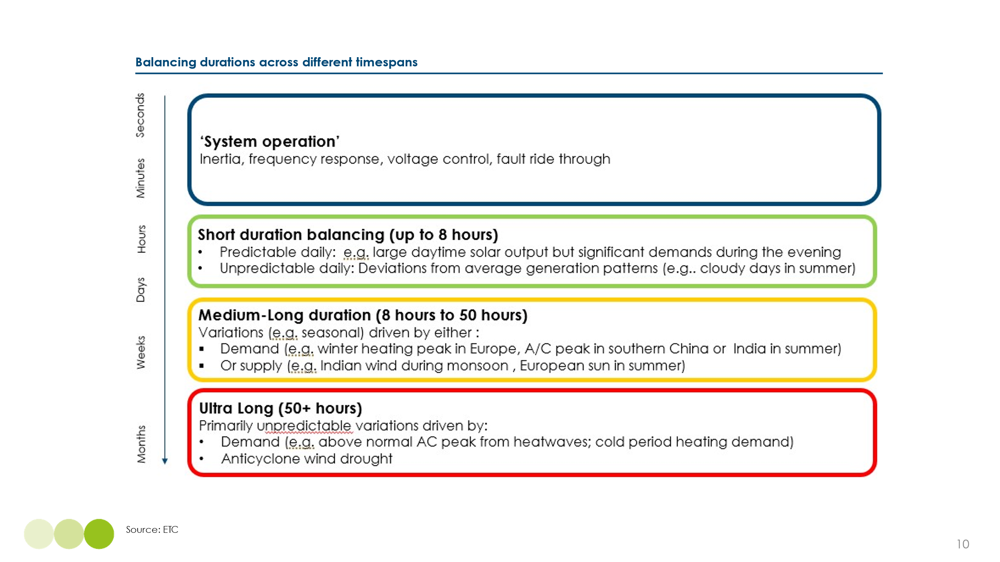 Balancing durations across different timespans
Seconds
Minutes
Hours
Days
Weeks
Months
‘System operation’
Inertia, frequency response, voltage control, fault ride through
Short duration balancing (up to 8 hours)
• Predictable daily:  e.g. large daytime solar output but significant demands during the evening
• Unpredictable daily: Deviations from average generation patterns (e.g.. cloudy days in summer)
Medium-Long duration (8 hours to 50 hours)
Variations (e.g. seasonal) driven by either :
▪ Demand (e.g. winter heating peak in Europe, A/C peak in southern China or  India in summer)
▪ Or supply (e.g. Indian wind during monsoon , European sun in summer)
Ultra Long (50+ hours)
Primarily unpredictable variations driven by:
• Demand (e.g. above normal AC peak from heatwaves; cold period heating demand)
• Anticyclone wind drought
Source: ETC
10